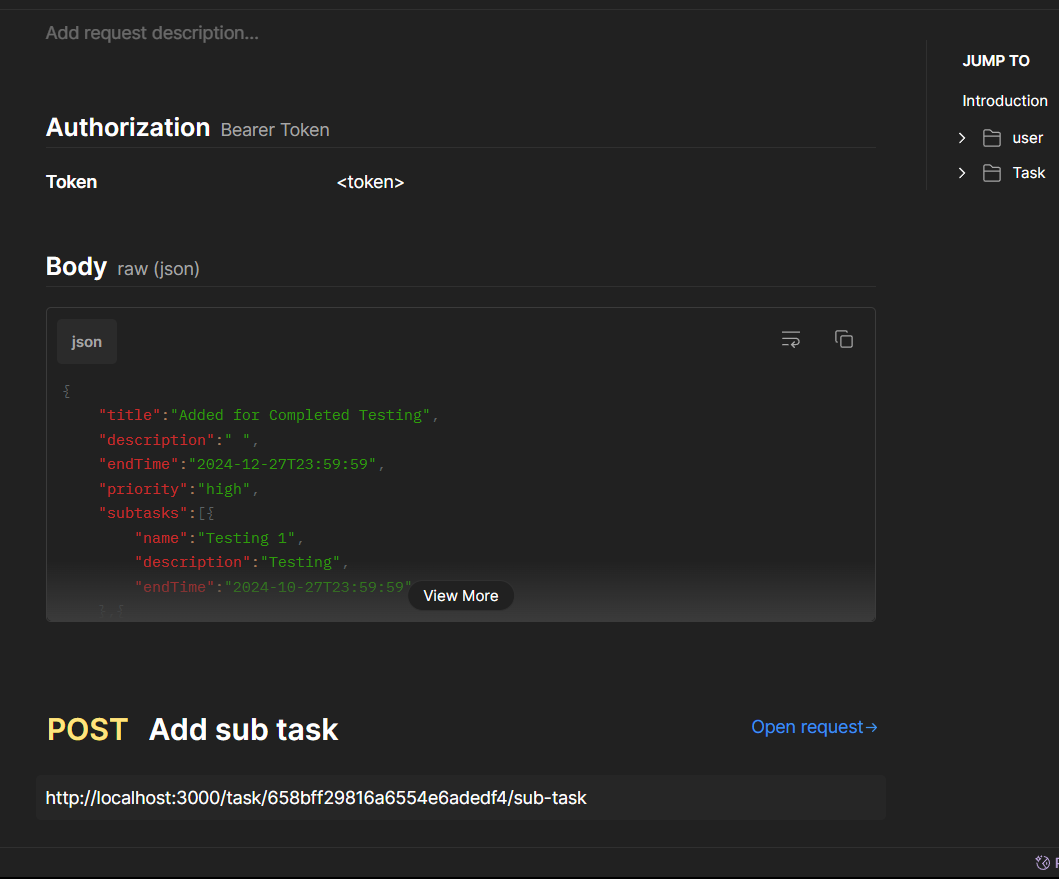 Add request description...
JUMP TO
Introduction
user
Task
Authorization Bearer Token
Token <token>
Body raw (json)
json
{
"title":"Added for Completed Testing",
"description":" ",
"endTime":"2024-12-27T23:59:59",
"priority":"high",
"subtasks":[{
"name":"Testing 1",
"description":"Testing",
"endTime":"2024-10-27T23:59:59"
},{
View More
POST Add sub task
Open request→
http://localhost:3000/task/658bff29816a6554e6adedf4/sub-task